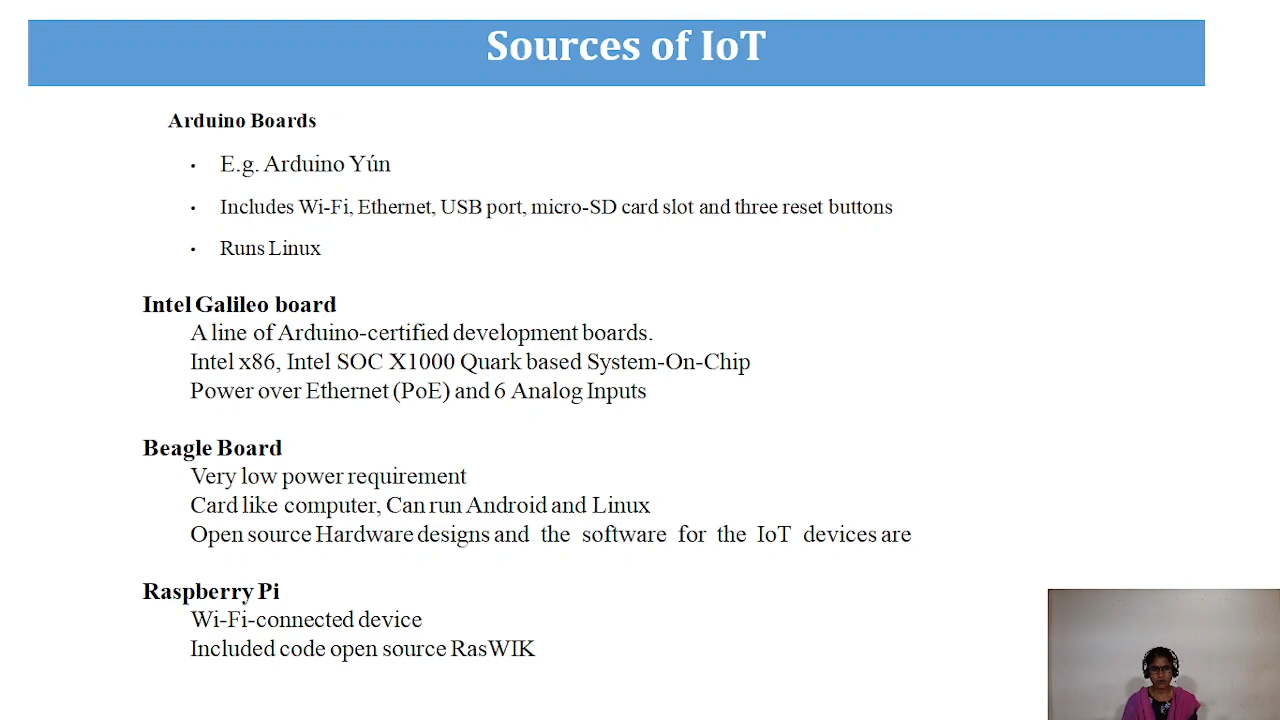 Sources of IoT
Arduino Boards
• E.g. Arduino Yún
• Includes Wi-Fi, Ethernet, USB port, micro-SD card slot and three reset buttons
• Runs Linux
Intel Galileo board
A line of Arduino-certified development boards.
Intel x86, Intel SOC X1000 Quark based System-On-Chip
Power over Ethernet (PoE) and 6 Analog Inputs
Beagle Board
Very low power requirement
Card like computer, Can run Android and Linux
Open source Hardware designs and the software for the IoT devices are
Raspberry Pi
Wi-Fi-connected device
Included code open source RasWIK